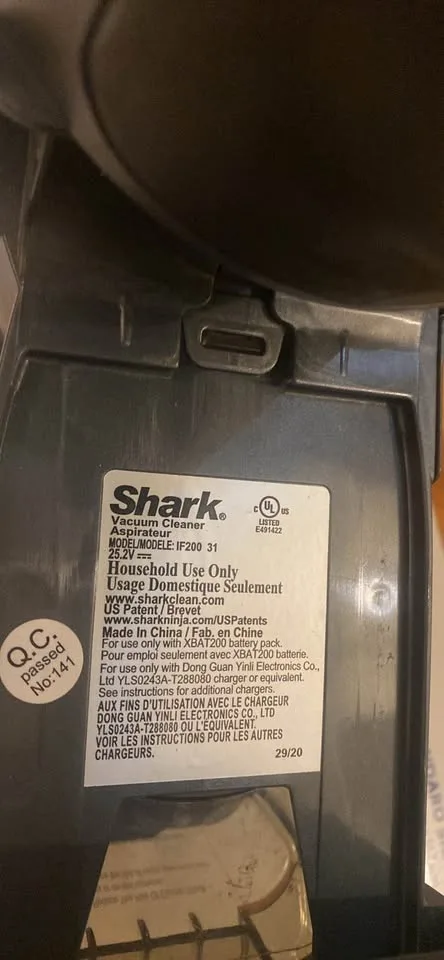 Shark®
Vacuum Cleaner
Aspirateur
MODEL/MODELE: IF200 31
25.2V
Household Use Only
Usage Domestique Seulement
www.sharkclean.com
US Patent / Brevet
www.sharkninja.com/USPatents
Made In China / Fab. en Chine
For use only with XBAT200 battery pack.
Pour emploi seulement avec XBAT200 batterie.
For use only with Dong Guan Yinli Electronics Co.,
Ltd YLS0243A-T288080 charger or equivalent.
See instructions for additional chargers.
AUX FINS D'UTILISATION AVEC LE CHARGEUR
DONG GUAN YINLI ELECTRONICS CO., LTD
YLS0243A-T288080 OU L'ÉQUIVALENT.
VOIR LES INSTRUCTIONS POUR LES AUTRES
CHARGEURS.
29/20
C UL US
LISTED
E491422
Q.C.
passed
No:141